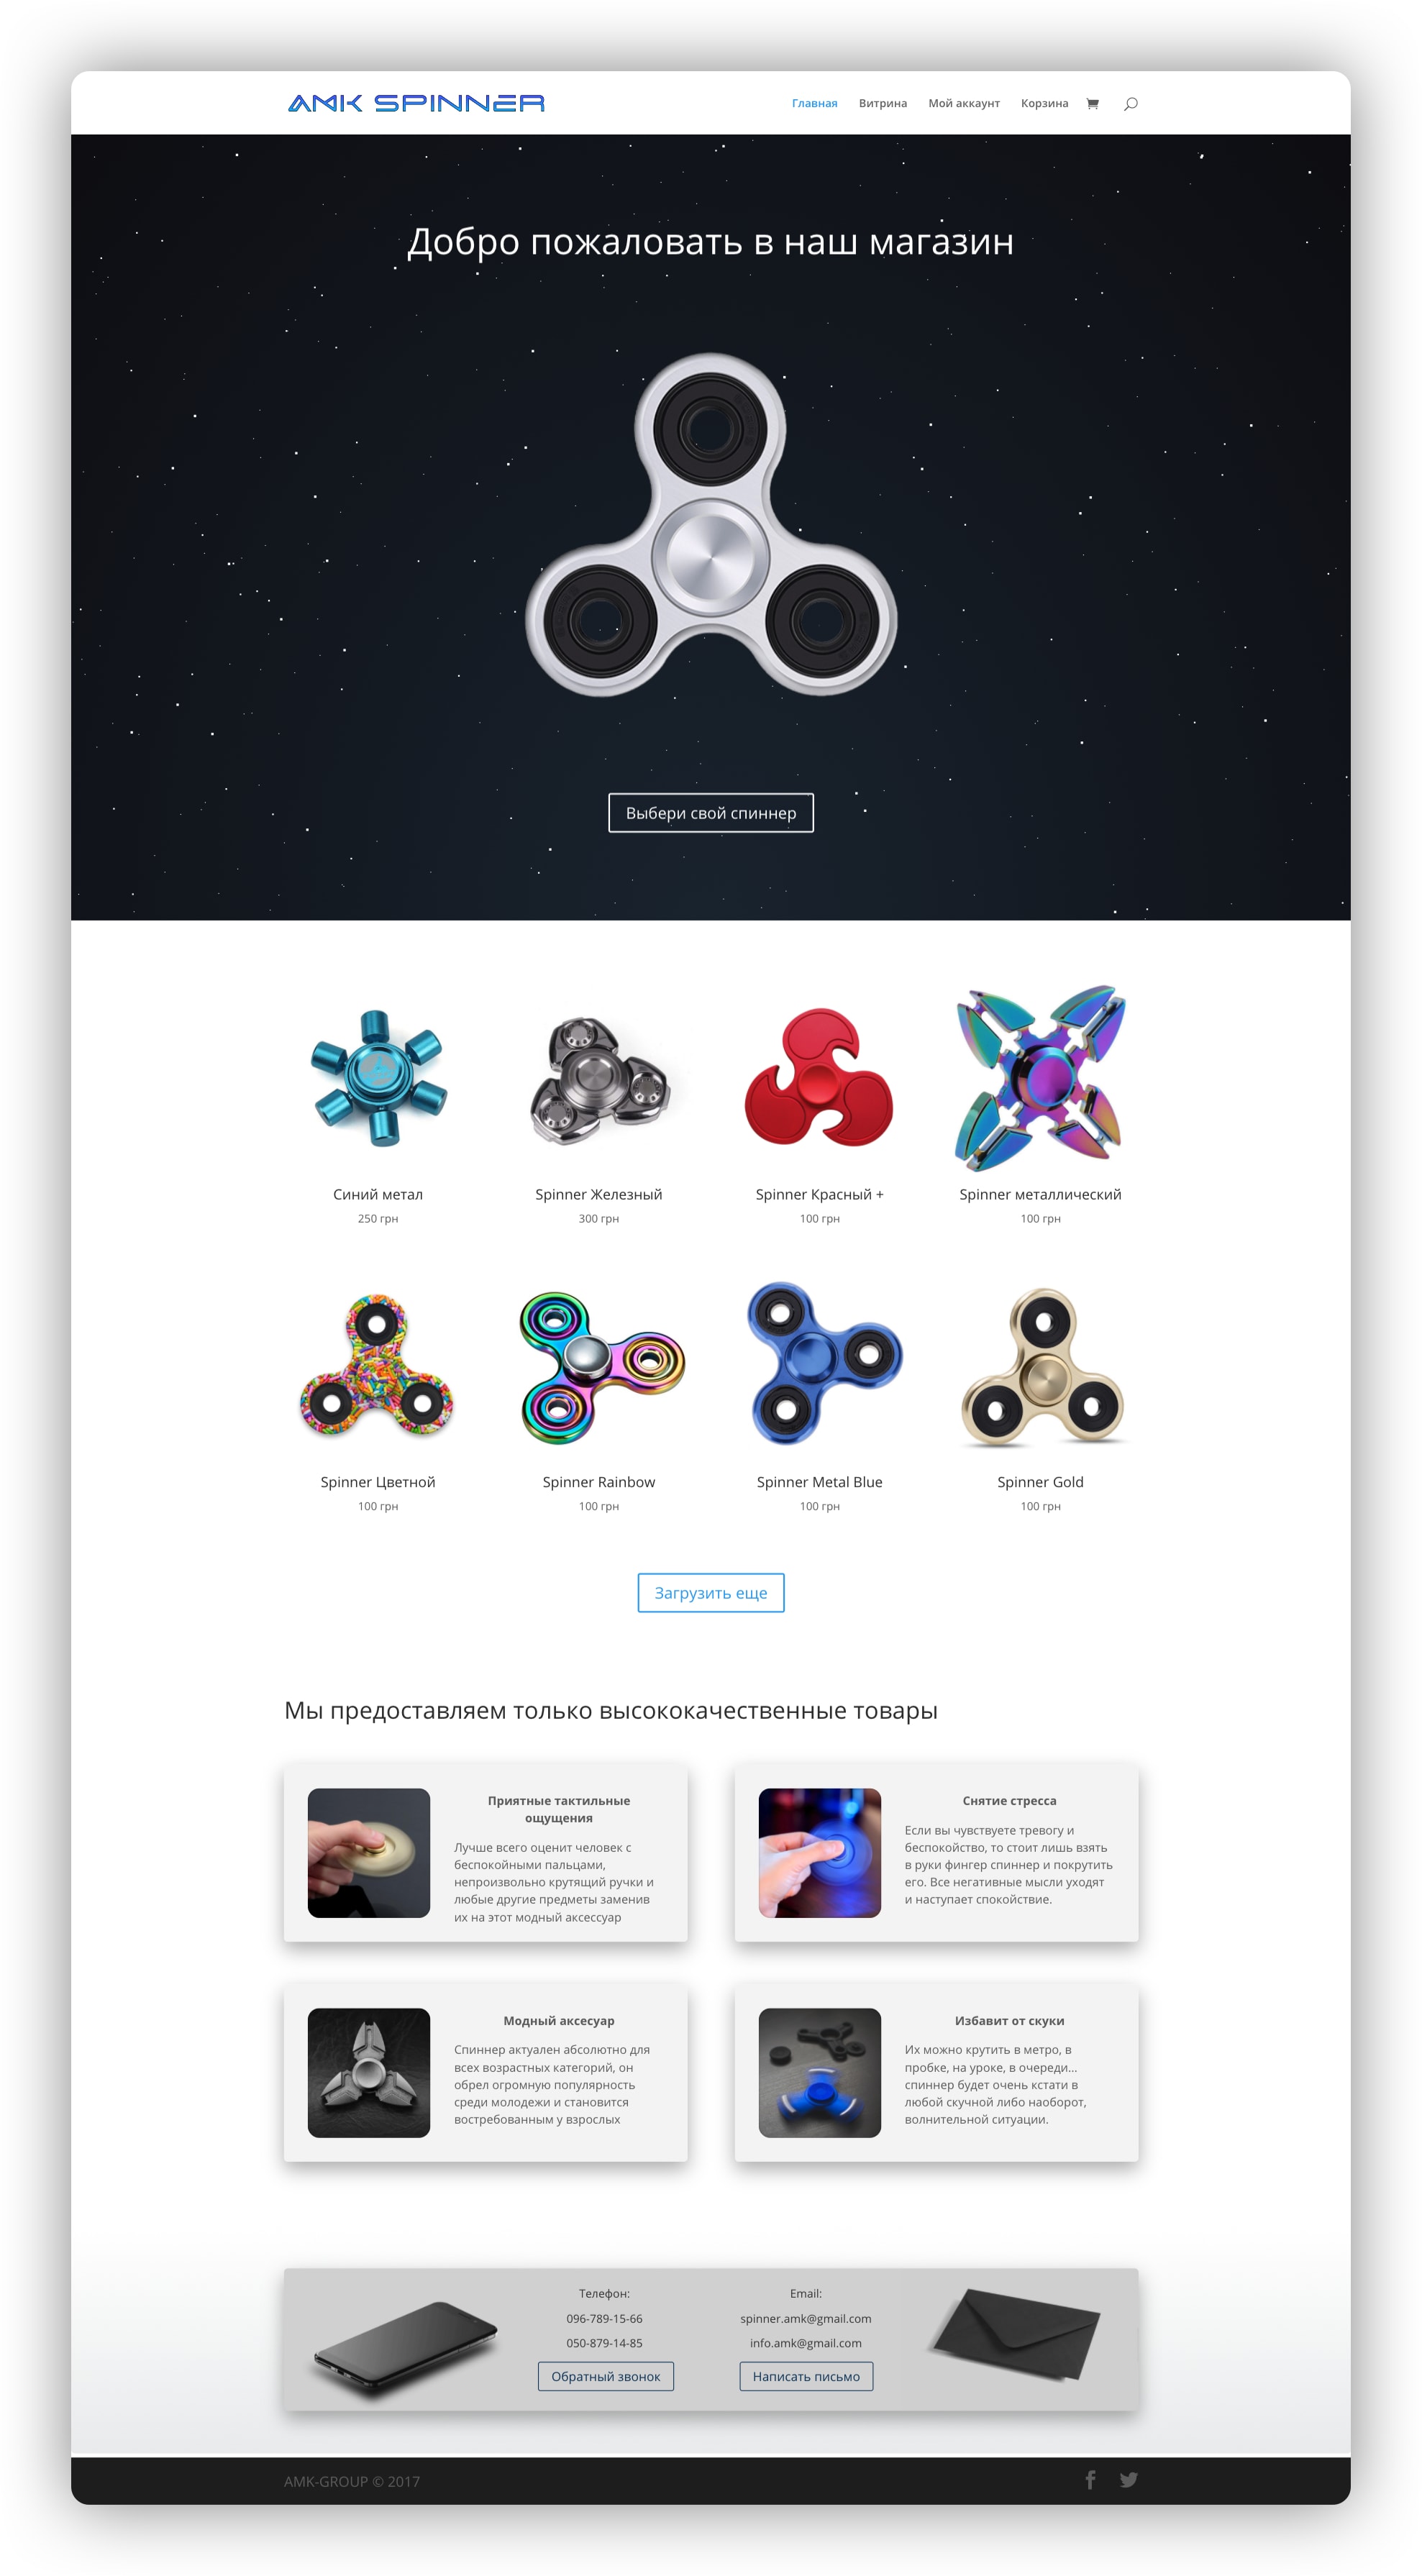 AMK SPINNER
Главная Витрина Мой аккаунт Корзина
Добро пожаловать в наш магазин
Выбери свой спиннер
Синий метал
250 грн
Spinner Железный
300 грн
Spinner Красный +
100 грн
Spinner металлический
100 грн
Spinner Цветной
100 грн
Spinner Rainbow
100 грн
Spinner Metal Blue
100 грн
Spinner Gold
100 грн
Загрузить еще
Мы предоставляем только высококачественные товары
Приятные тактильные
ощущения
Лучше всего оценит человек с
беспокойными пальцами,
непроизвольно крутящий ручки и
любые другие предметы заменив
их на этот модный аксессуар
Снятие стресса
Если вы чувствуете тревогу и
беспокойство, то стоит лишь взять
в руки фингер спиннер и покрутить
его. Все негативные мысли уходят
и наступает спокойствие.
Модный аксесуар
Спиннер актуален абсолютно для
всех возрастных категорий, он
обрел огромную популярность
среди молодежи и становится
востребованным у взрослых
Избавит от скуки
Их можно крутить в метро, в
пробке, на уроке, в очереди...
спиннер будет очень кстати в
любой скучной либо наоборот,
волнительной ситуации.
Телефон:
096-789-15-66
050-879-14-85
Обратный звонок
Email:
spinner.amk@gmail.com
info.amk@gmail.com
Написать письмо
AMK-GROUP © 2017